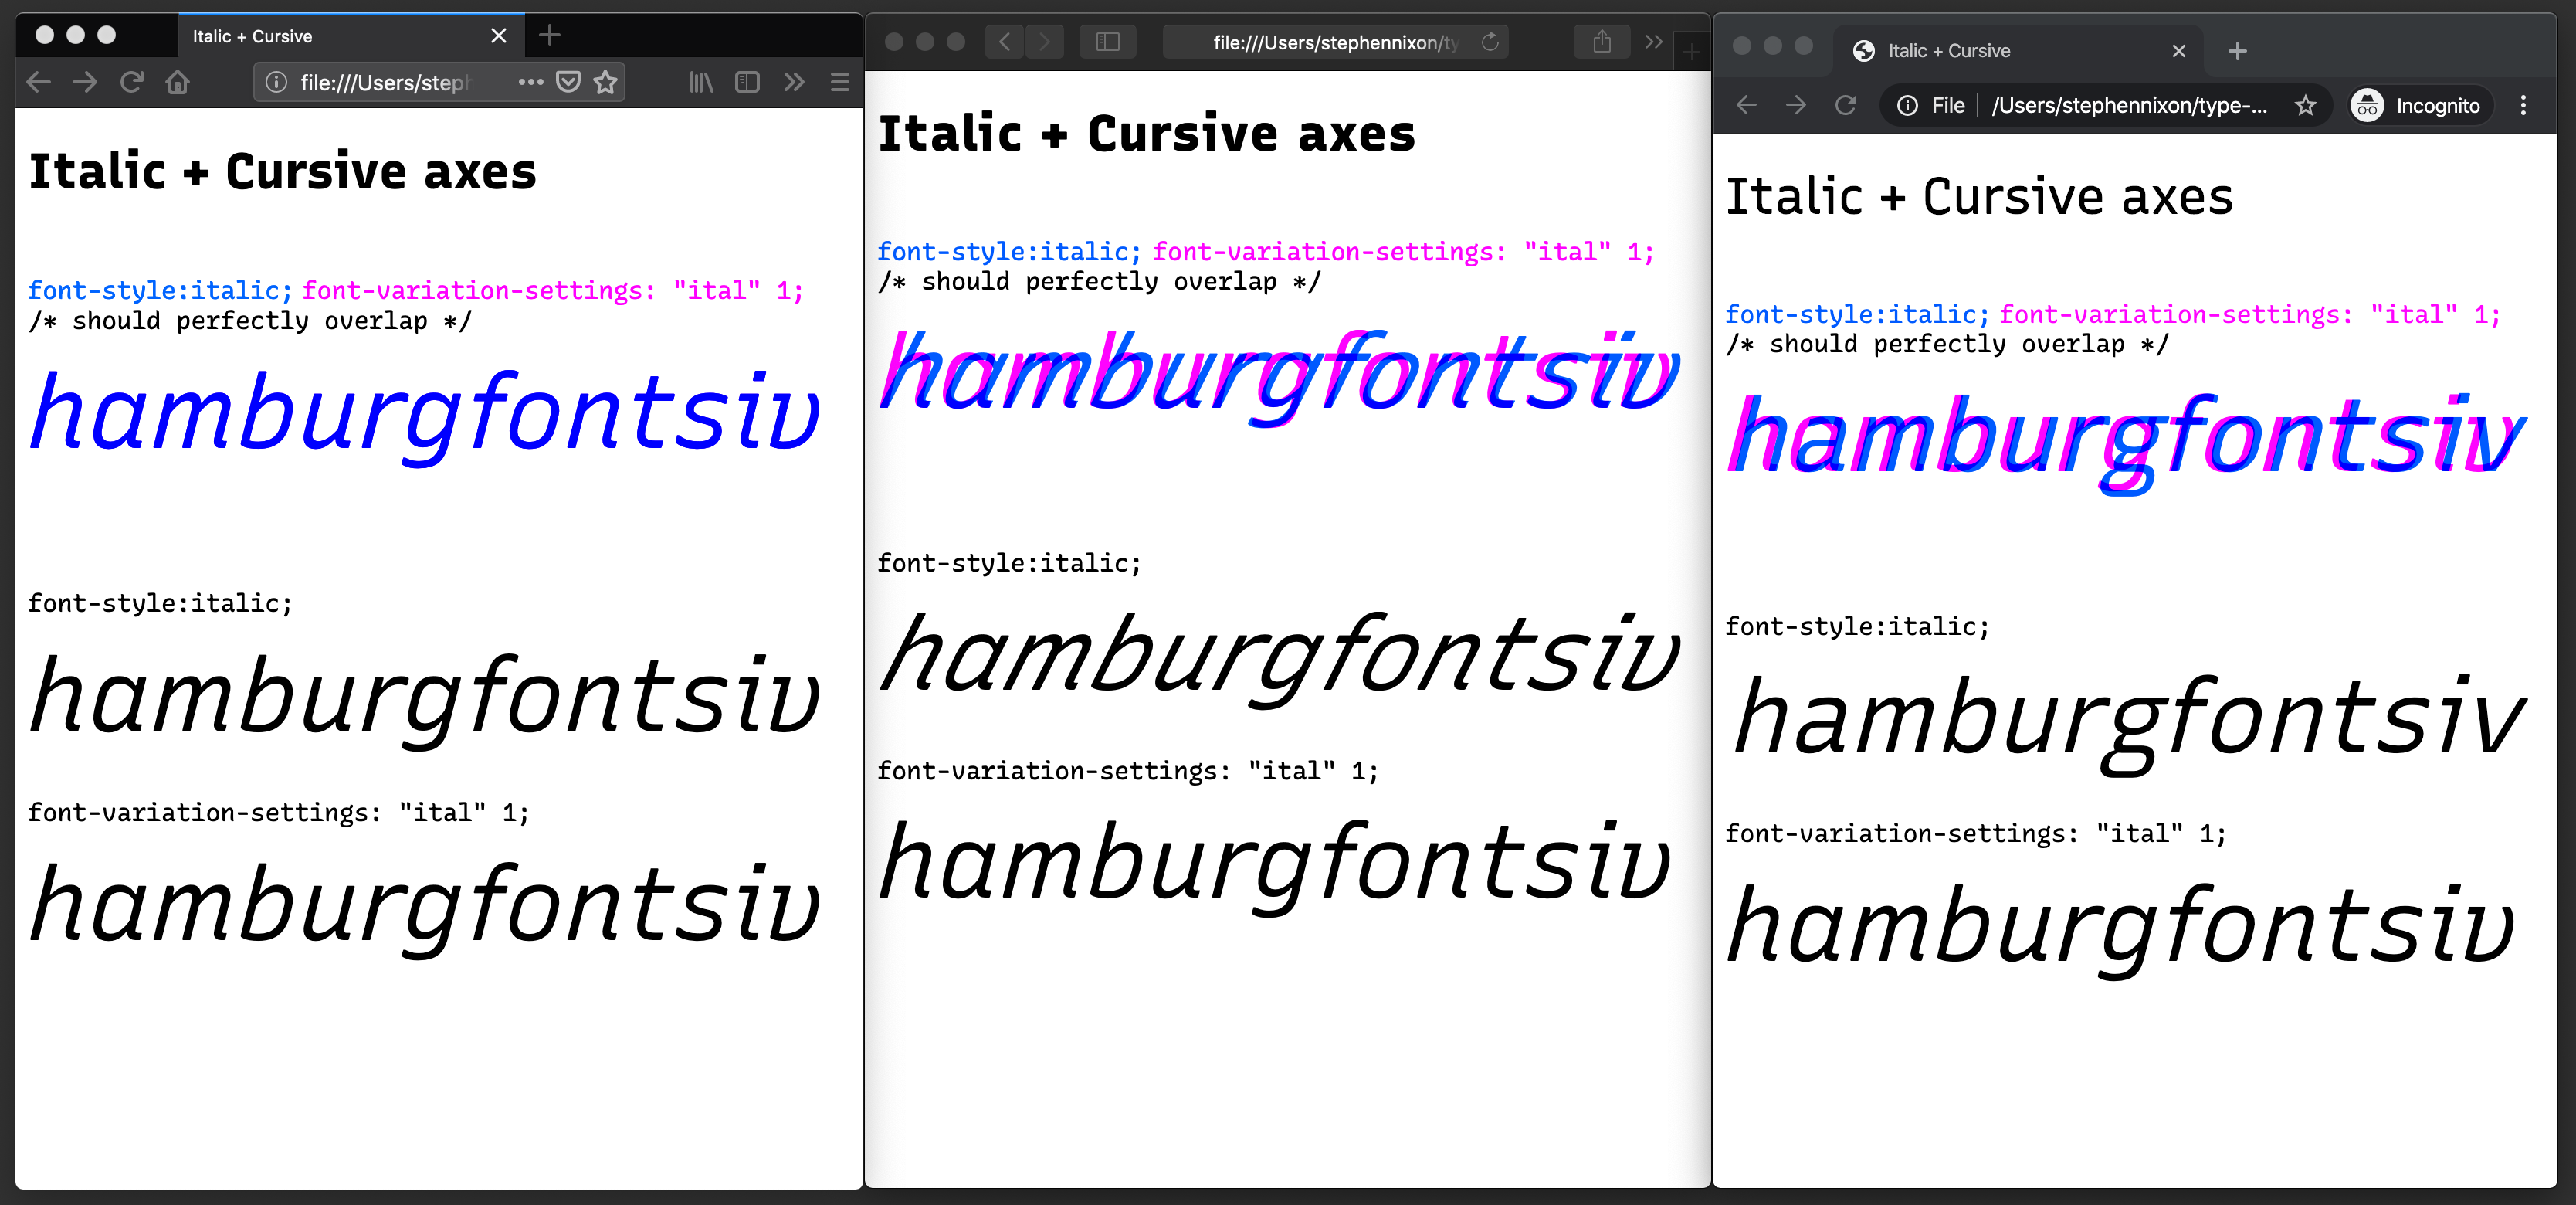 Italic + Cursive
file:///Users/steph
Italic + Cursive axes
font-style:italic; font-variation-settings: "ital" 1;
/* should perfectly overlap */
hamburgfontsiv
font-style:italic;
hamburgfontsiv
font-variation-settings: "ital" 1;
hamburgfontsiv
file:///Users/stephennixon/ty
Italic + Cursive axes
font-style:italic; font-variation-settings: "ital" 1;
/* should perfectly overlap */
hamburgfontsiv
font-style:italic;
hamburgfontsiv
font-variation-settings: "ital" 1;
hamburgfontsiv
Italic + Cursive
File /Users/stephennixon/type-... Incognito
Italic + Cursive axes
font-style:italic; font-variation-settings: "ital" 1;
/* should perfectly overlap */
hamburgfontsiv
font-style:italic;
hamburgfontsiv
font-variation-settings: "ital" 1;
hamburgfontsiv